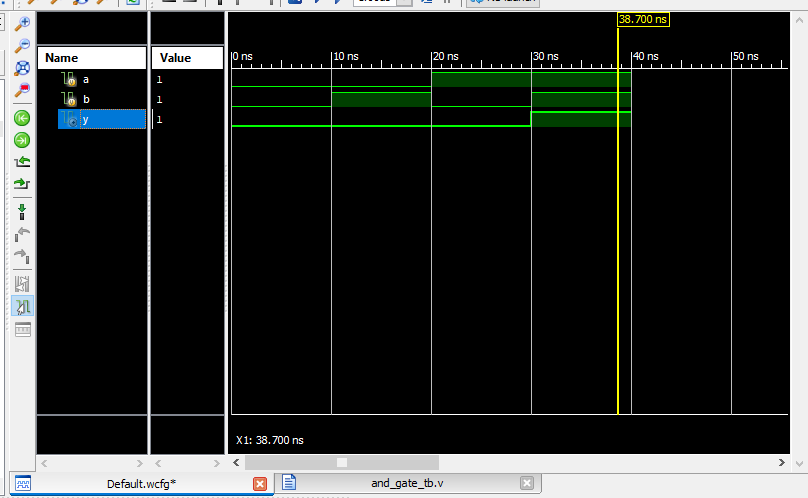 38.700 ns
Name
Value
0 ns
10 ns
20 ns
30 ns
40 ns
50 ns
a
1
b
1
y
1
X1: 38.700 ns
Default.wcfg*
and_gate_tb.v